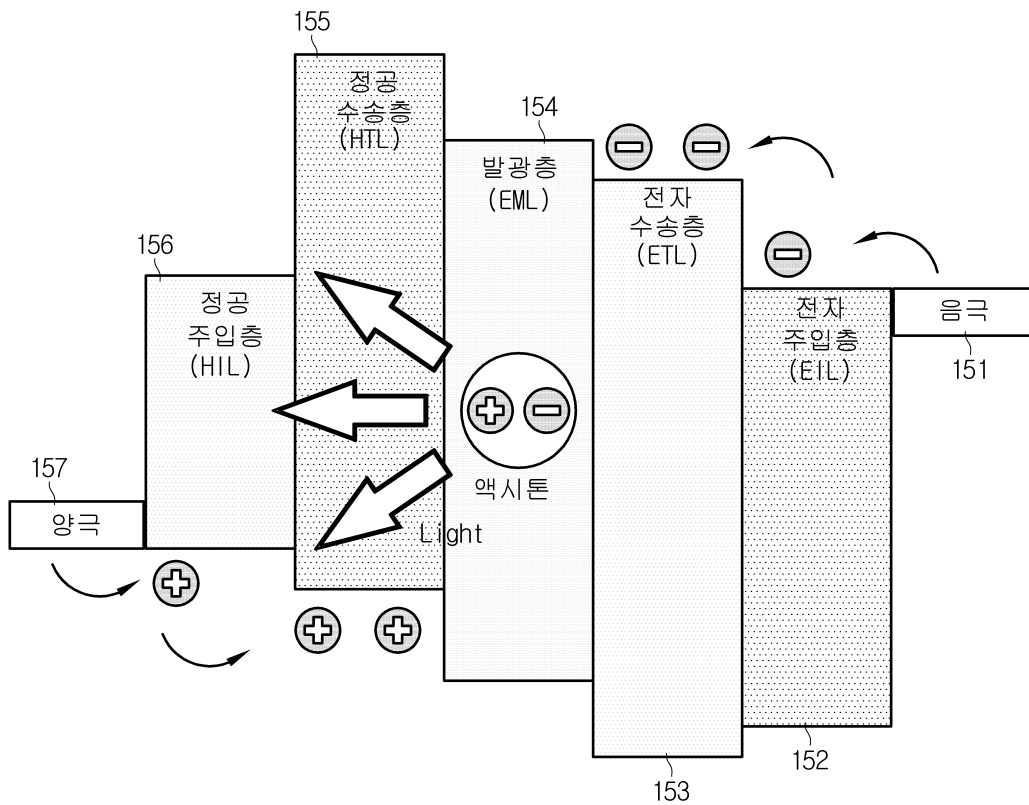 155
정공
수송층
(HTL)
154
발광층
(EML)
전자
수송층
(ETL)
156
정공
주입층
(HIL)
전자
주입층
(EIL)
음극
151
157
양극
액시톤
Light
152
153